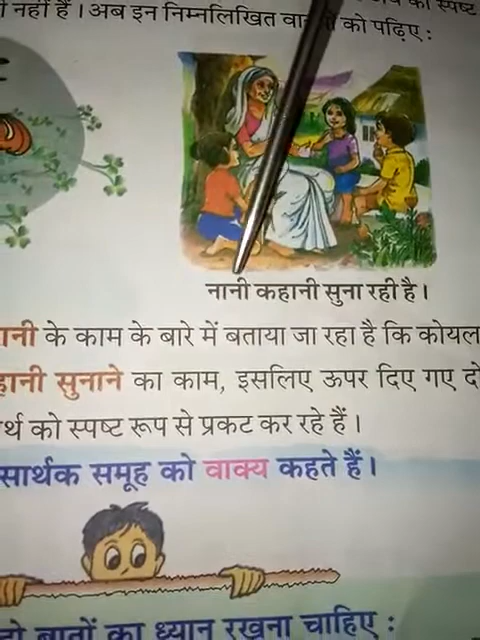 नहीं हैं । अब इन निम्नलिखित को पढ़िए :
नानी कहानी सुना रही है ।
के काम के बारे में बताया जा रहा है कि कोयल
सुनाने का काम, इसलिए ऊपर दिए गए दो
को स्पष्ट रूप से प्रकट कर रहे हैं ।
सार्थक समूह को वाक्य कहते हैं ।
बातों का ध्यान रखना चाहिए :